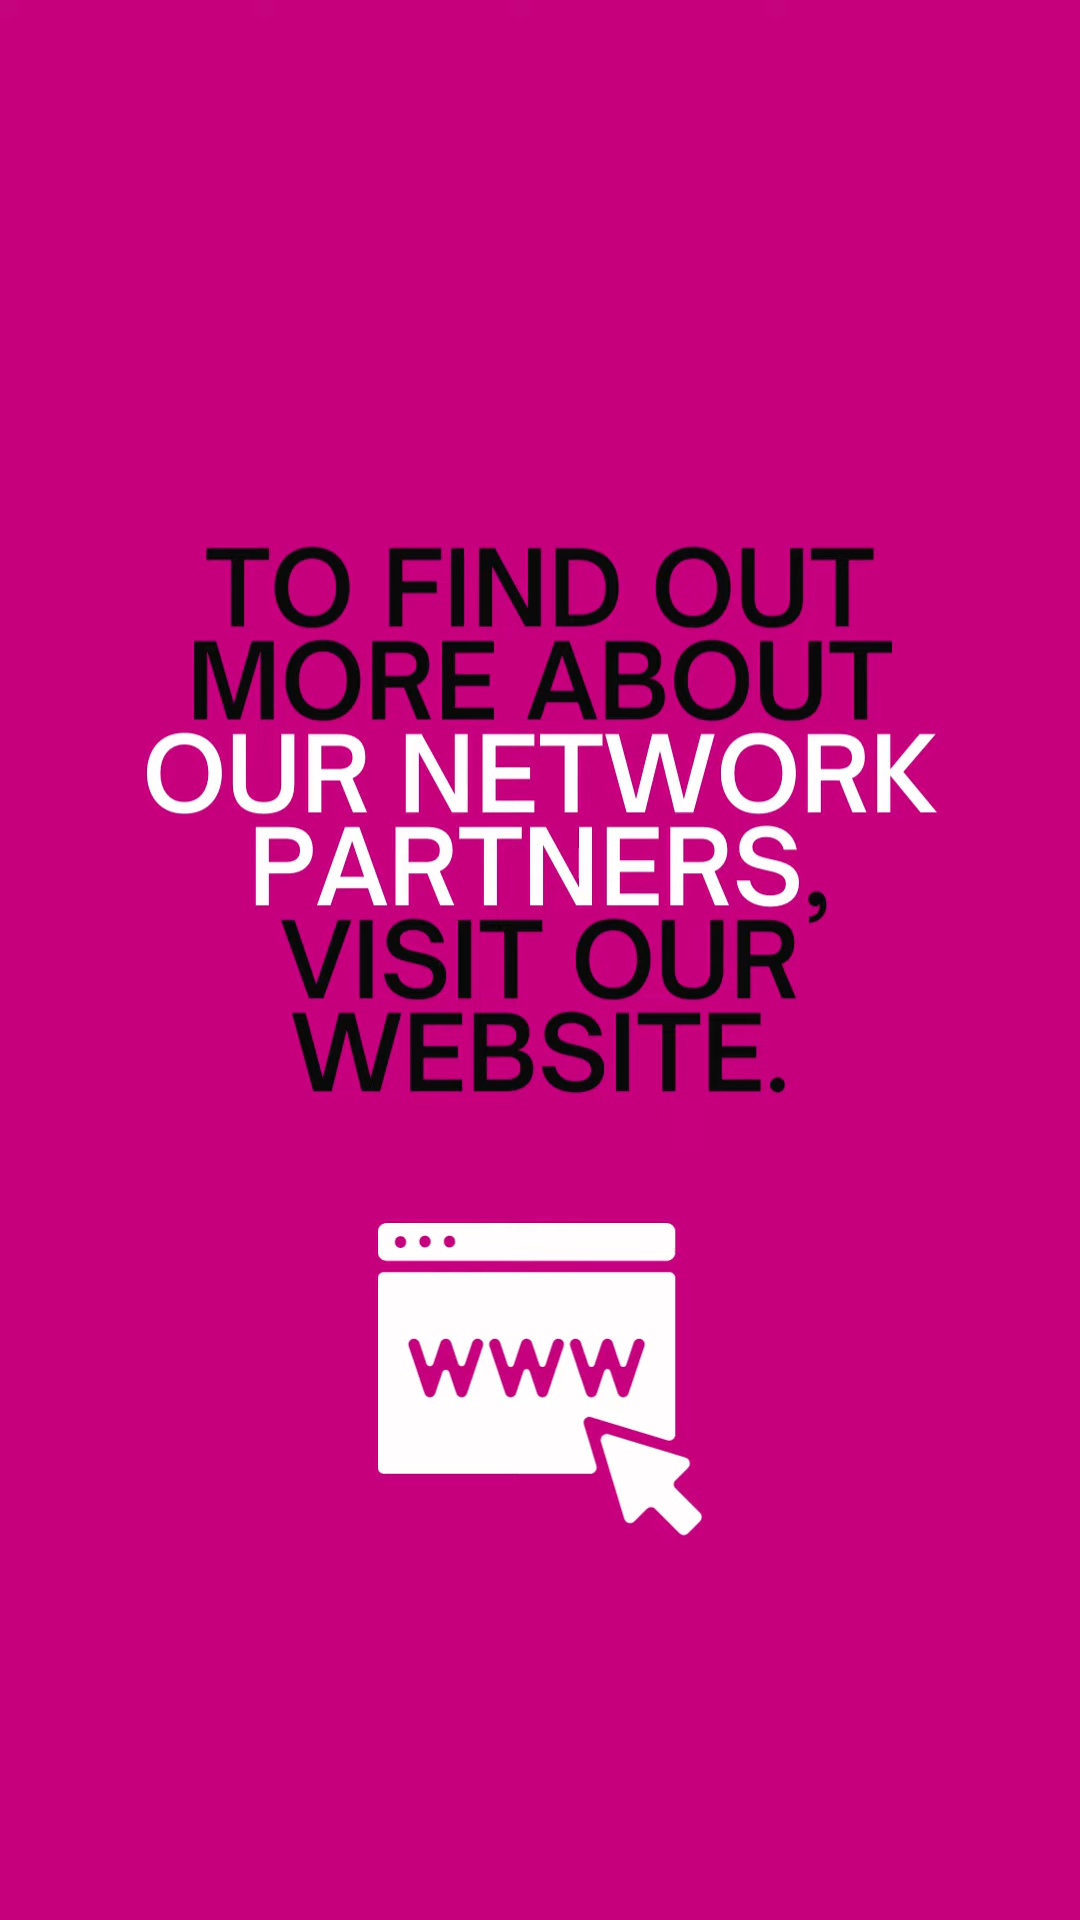 TO FIND OUT
MORE ABOUT
OUR NETWORK
PARTNERS,
VISIT OUR
WEBSITE.
WWW